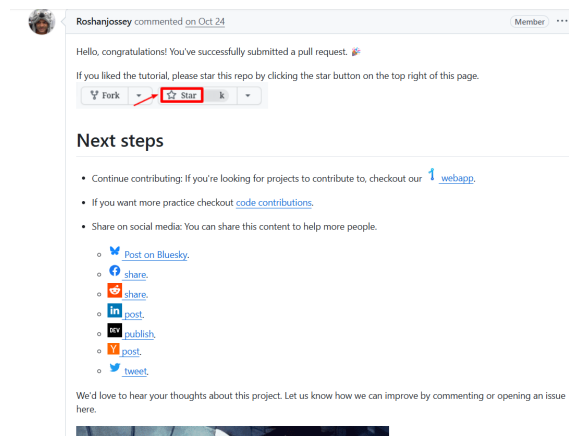 Roshanjossey commented on Oct 24
Member
Hello, congratulations! You've successfully submitted a pull request. 🎉
If you liked the tutorial, please star this repo by clicking the star button on the top right of this page.
Fork
Star k
Next steps
• Continue contributing: If you're looking for projects to contribute to, checkout our webapp.
• If you want more practice checkout code contributions.
• Share on social media: You can share this content to help more people.
Post on Bluesky.
share.
share.
in post.
DEV publish.
Y post.
tweet.
We'd love to hear your thoughts about this project. Let us know how we can improve by commenting or opening an issue
here.